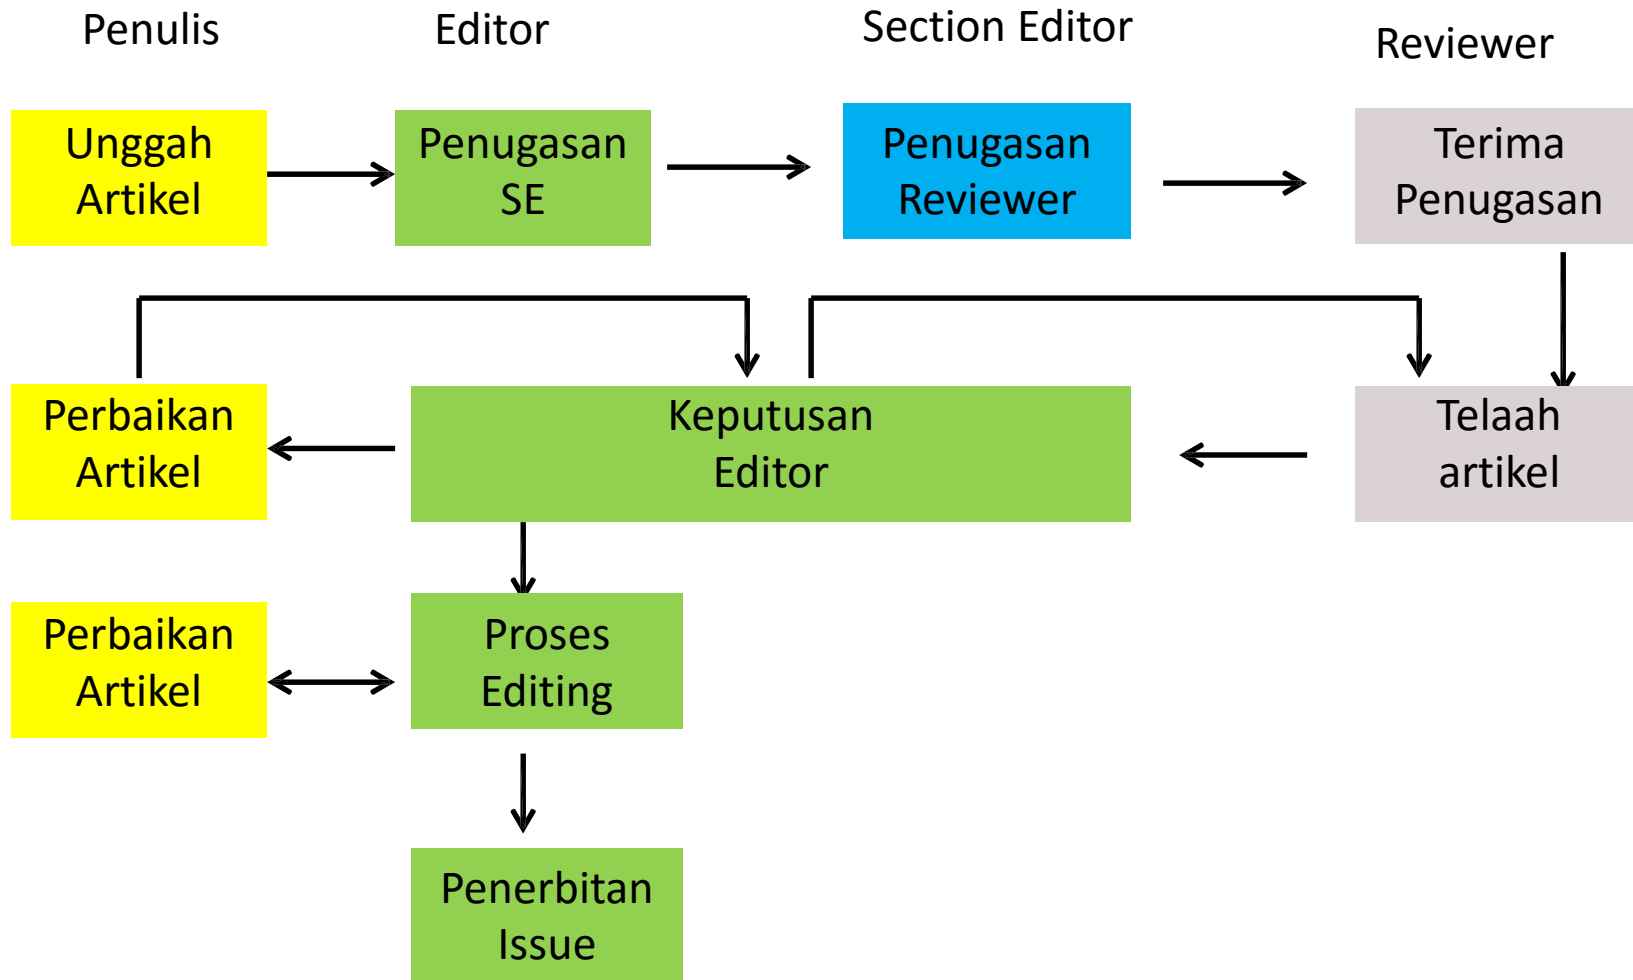 Penulis
Editor
Section Editor
Reviewer
Unggah
Artikel
Penugasan
SE
Penugasan
Reviewer
Terima
Penugasan
Perbaikan
Artikel
Keputusan
Editor
Telaah
artikel
Perbaikan
Artikel
Proses
Editing
Penerbitan
Issue